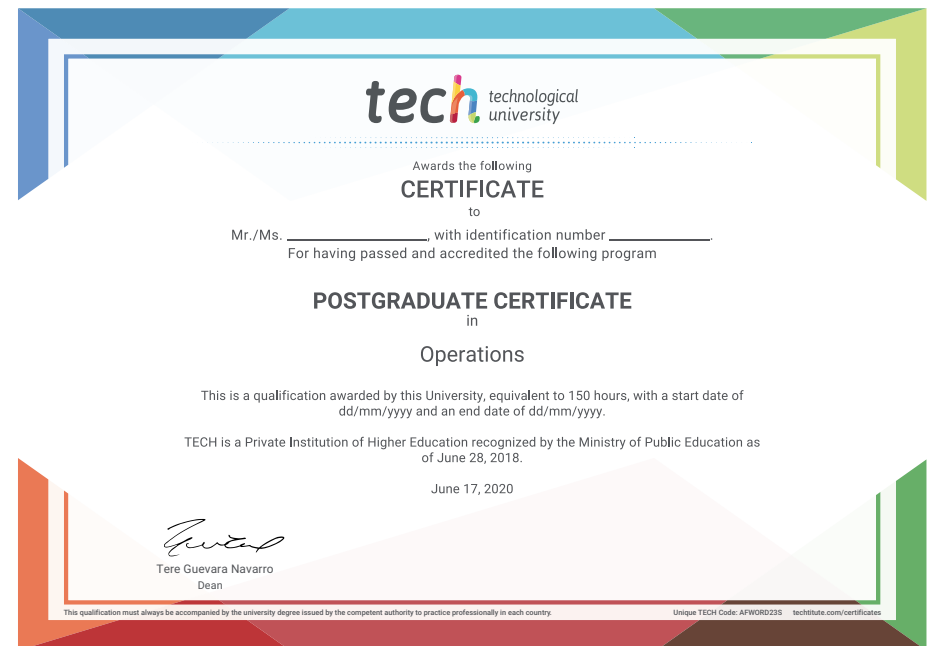 tech technological
university
Awards the following
CERTIFICATE
to
Mr./Ms. ____________________, with identification number ______________.
For having passed and accredited the following program
POSTGRADUATE CERTIFICATE
in
Operations
This is a qualification awarded by this University, equivalent to 150 hours, with a start date of
dd/mm/yyyy and an end date of dd/mm/yyyy.
TECH is a Private Institution of Higher Education recognized by the Ministry of Public Education as
of June 28, 2018.
June 17, 2020
Tere Guevara Navarro
Dean
This qualification must always be accompanied by the university degree issued by the competent authority to practice professionally in each country. Unique TECH Code: AFWORD23S techtitute.com/certificates